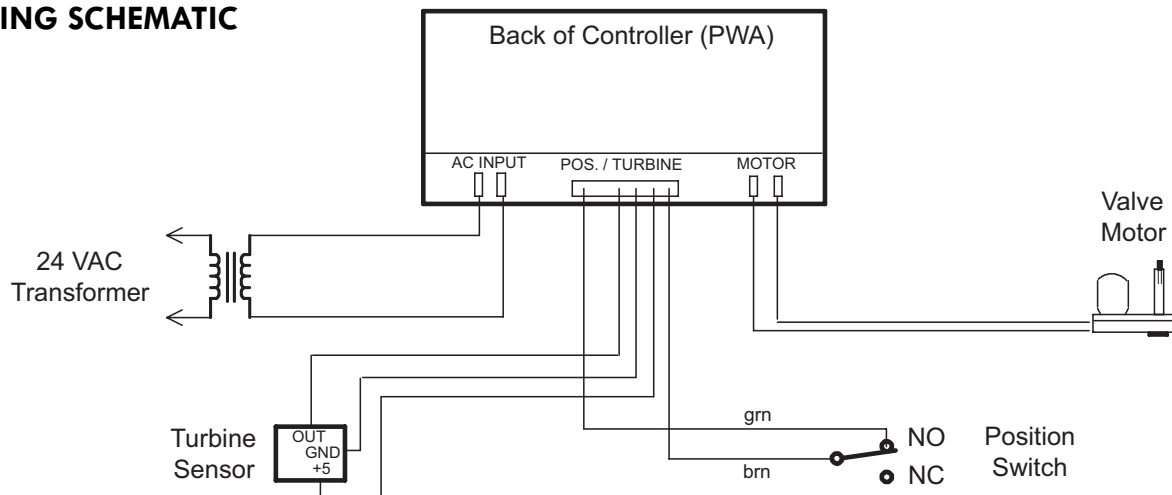 ING SCHEMATIC
Back of Controller (PWA)
AC INPUT
POS. / TURBINE
MOTOR
Valve
Motor
24 VAC
Transformer
Turbine
Sensor
OUT
GND
+5
grn
brn
NO
NC
Position
Switch